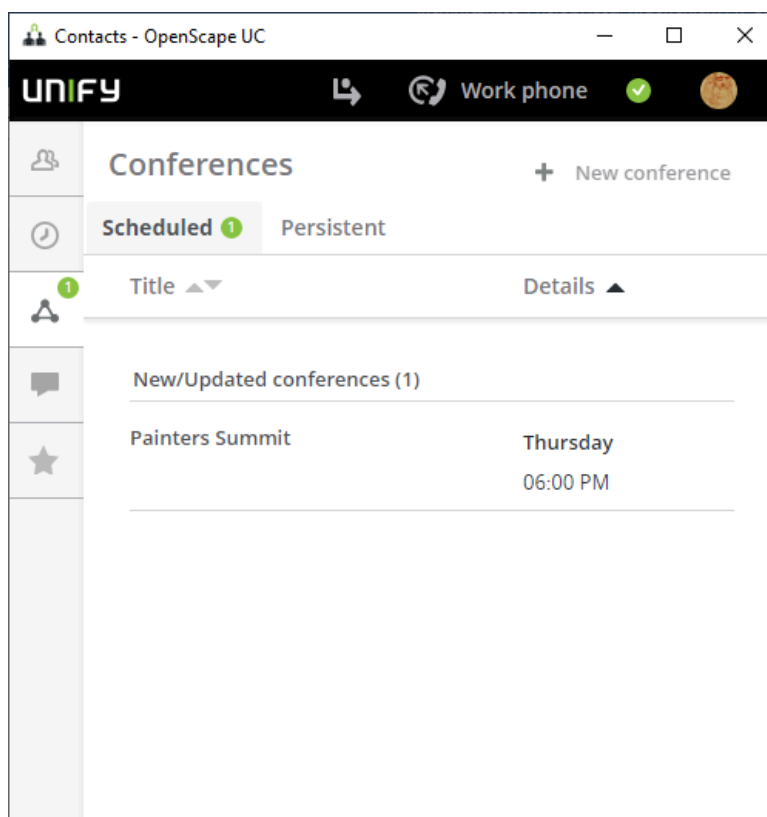 Contacts - OpenScape UC
UNIFY
Work phone
Conferences
+ New conference
Scheduled 1
Persistent
1
Title
Details
New/Updated conferences (1)
Painters Summit
Thursday
06:00 PM